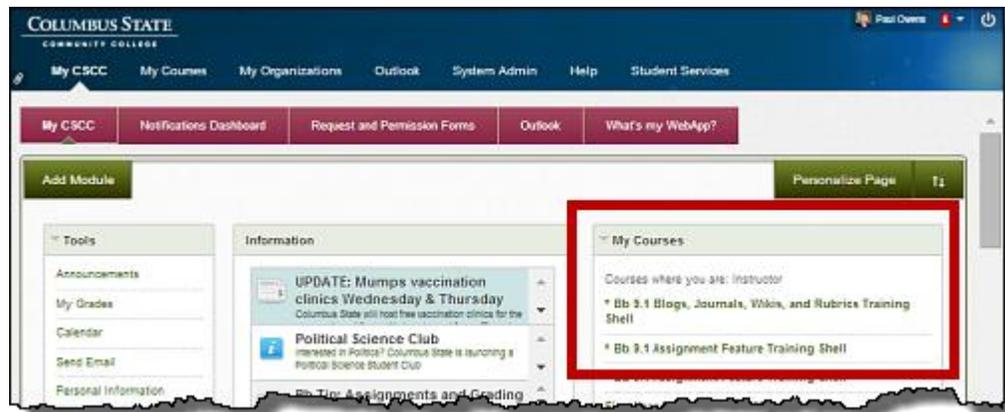 COLUMBUS STATE
COMMUNITY COLLEGE
Paul Owens
My CSCC My Courses My Organizations Outlook System Admin Help Student Services
My CSCC Notifications Dashboard Request and Permission Forms Outlook What's my WebApp?
Add Module Personalize Page
Tools
Announcements
My Grades
Calendar
Send Email
Personal Information
Information
UPDATE: Mumps vaccination
clinics Wednesday & Thursday
Columbus State will host free vaccination clinics for the
Political Science Club
Interested in Politics? Columbus State is launching a
Political Science Student Club
Bb Tip: Assignments and Grading
My Courses
Courses where you are: Instructor
* Bb 9.1 Blogs, Journals, Wikis, and Rubrics Training
Shell
* Bb 9.1 Assignment Feature Training Shell